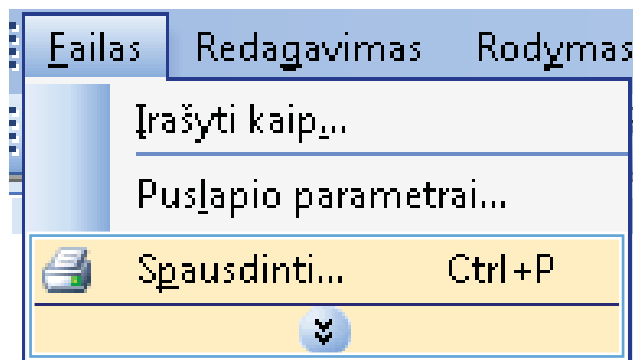 Failas Redagavimas Rodymas
Įrašyti kaip...
Puslapio parametrai...
Spausdinti... Ctrl+P